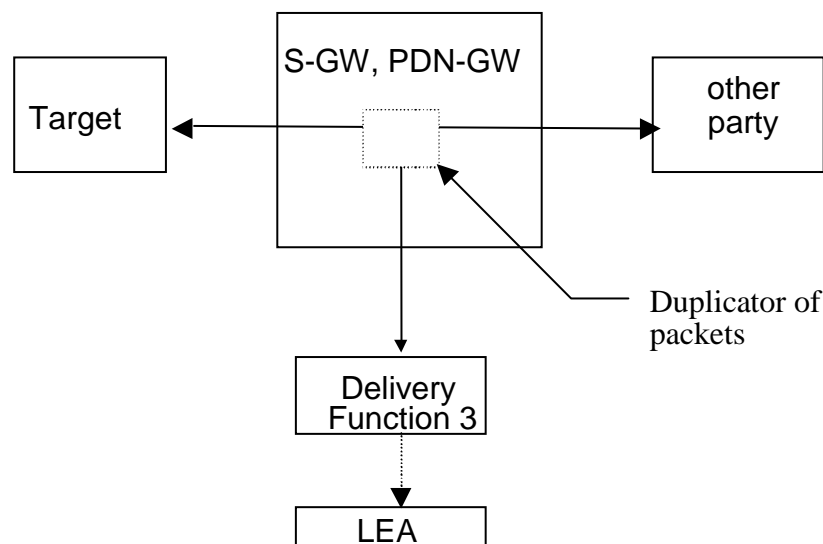 S-GW, PDN-GW
Target
other
party
Duplicator of
packets
Delivery
Function 3
LEA